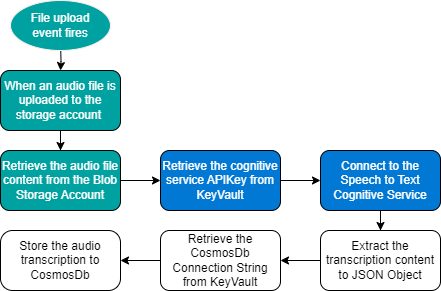 File upload
event fires
When an audio file is
uploaded to the
storage account
Retrieve the audio file
content from the Blob
Storage Account
Retrieve the cognitive
service APIKey from
KeyVault
Connect to the
Speech to Text
Cognitive Service
Extract the
transcription content
to JSON Object
Retrieve the
CosmosDb
Connection String
from KeyVault
Store the audio
transcription to
CosmosDb